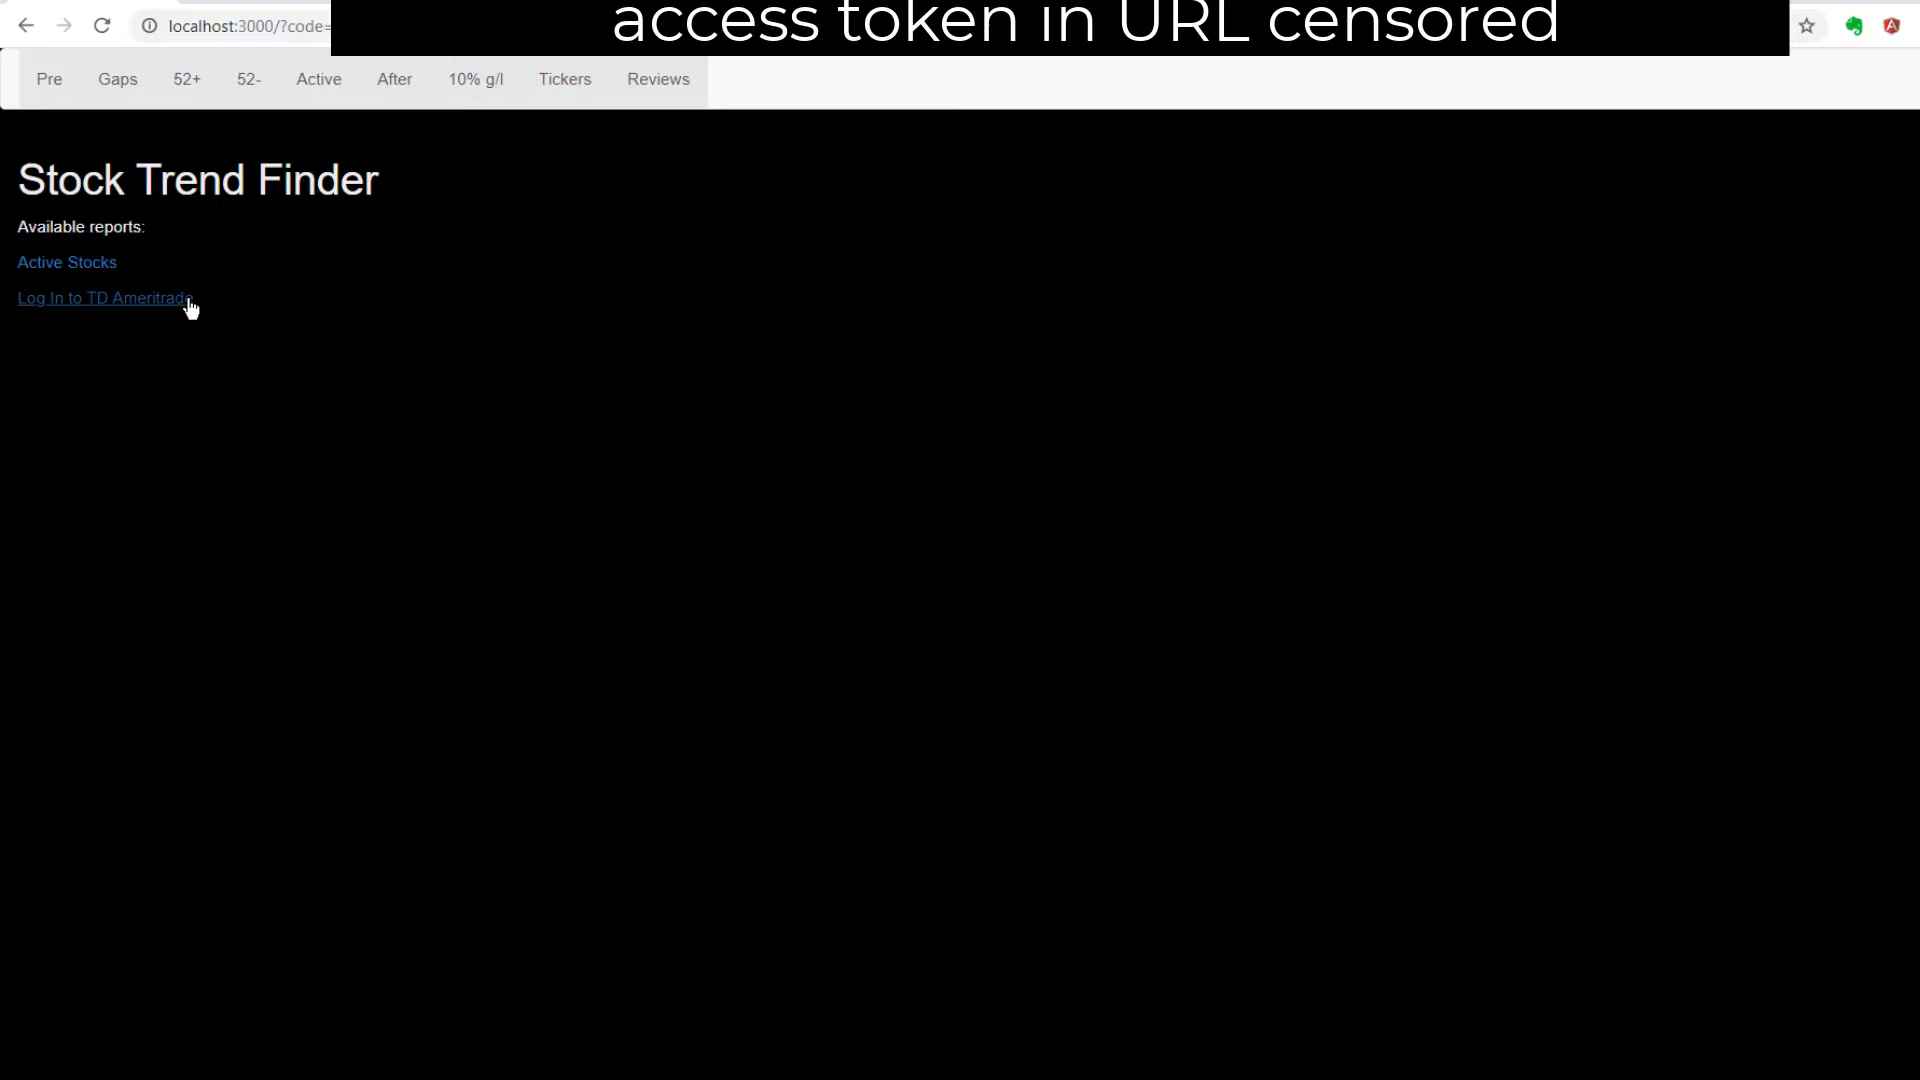 access token in URL censored
localhost:3000/?code=
Pre Gaps 52+ 52- Active After 10% g/l Tickers Reviews
Stock Trend Finder
Available reports:
Active Stocks
Log In to TD Ameritrade